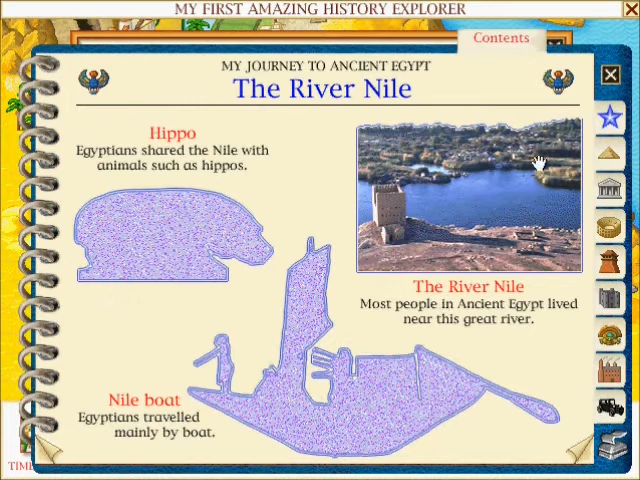 MY FIRST AMAZING HISTORY EXPLORER
Contents
MY JOURNEY TO ANCIENT EGYPT
The River Nile
Hippo
Egyptians shared the Nile with
animals such as hippos.
The River Nile
Most people in Ancient Egypt lived
near this great river.
Nile boat
Egyptians travelled
mainly by boat.